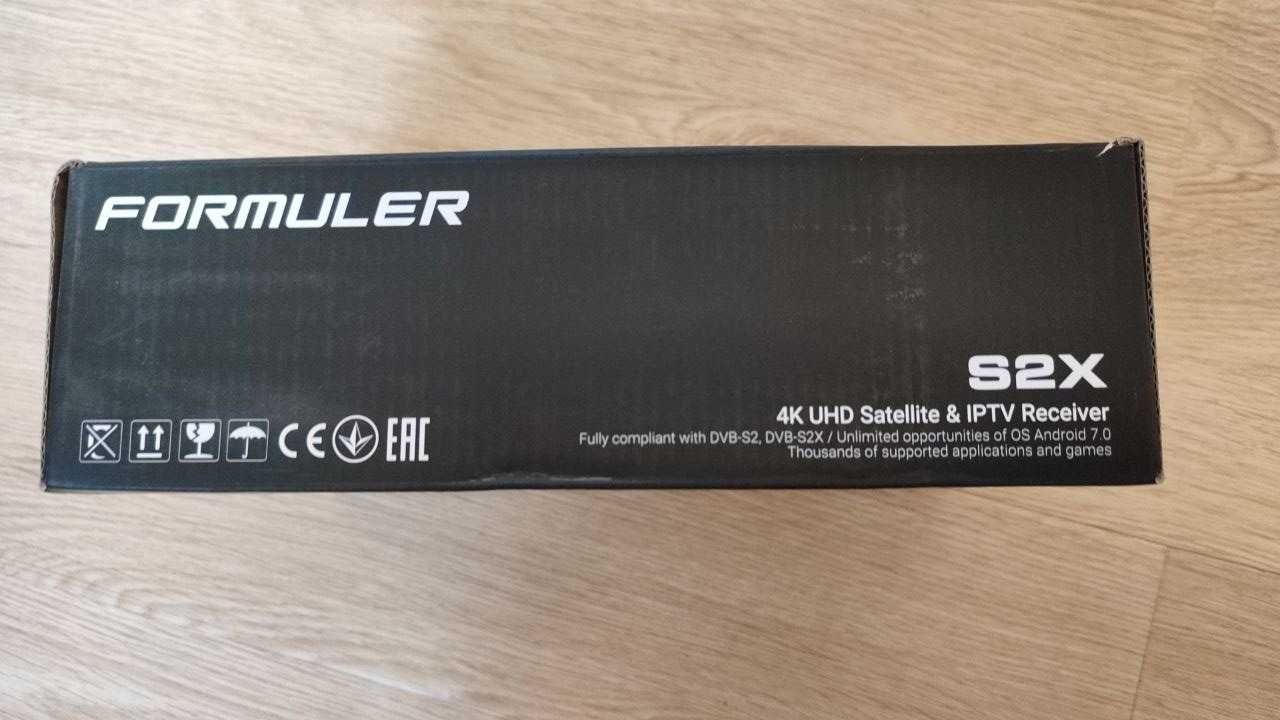 FORMULER
S2X
4K UHD Satellite & IPTV Receiver
Fully compliant with DVB-S2, DVB-S2X / Unlimited opportunities of OS Android 7.0
Thousands of supported applications and games
CE EAC